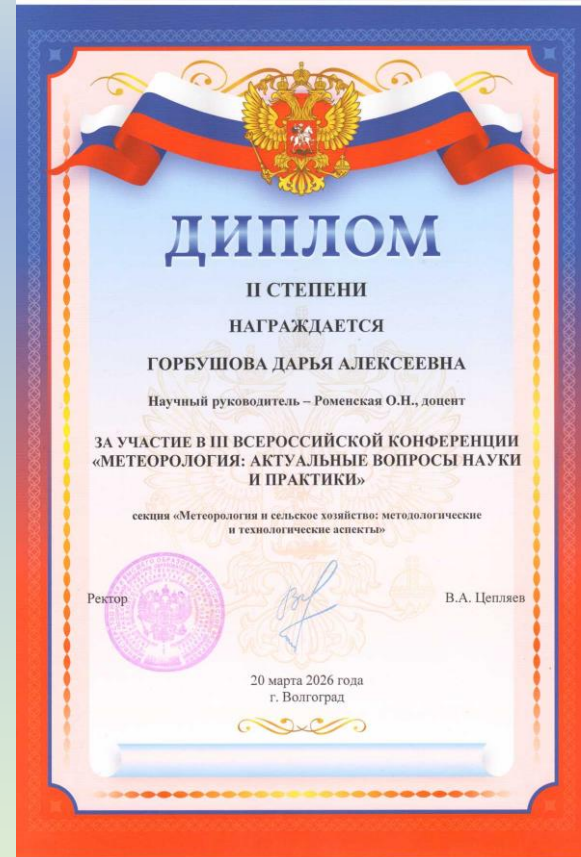 ДИПЛОМ
II СТЕПЕНИ
НАГРАЖДАЕТСЯ
ГОРБУШОВА ДАРЬЯ АЛЕКСЕЕВНА
Научный руководитель – Роменская О.Н., доцент
ЗА УЧАСТИЕ В III ВСЕРОССИЙСКОЙ КОНФЕРЕНЦИИ
«МЕТЕОРОЛОГИЯ: АКТУАЛЬНЫЕ ВОПРОСЫ НАУКИ
И ПРАКТИКИ»
секция «Метеорология и сельское хозяйство: методологические
и технологические аспекты»
Ректор
В.А. Цепляев
20 марта 2026 года
г. Волгоград